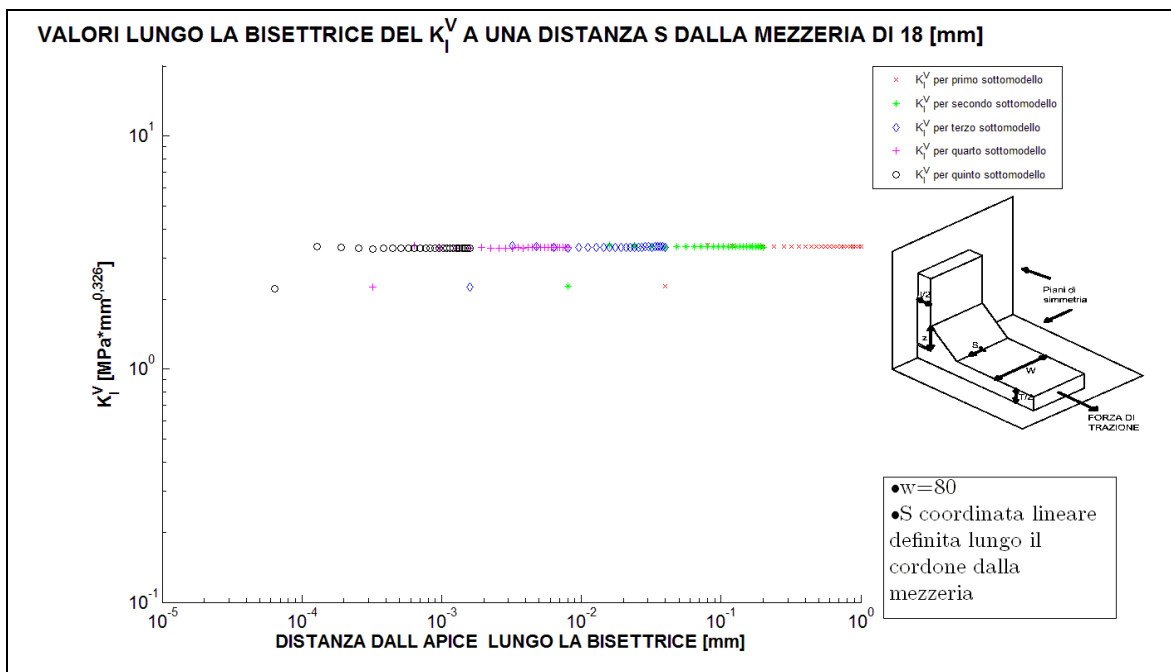 VALORI LUNGO LA BISETTRICE DEL K_I^V A UNA DISTANZA S DALLA MEZZERIA DI 18 [mm]
K_I^V per primo sottomodello
K_I^V per secondo sottomodello
K_I^V per terzo sottomodello
K_I^V per quarto sottomodello
K_I^V per quinto sottomodello
10^1
10^0
10^-1
K_I^V [MPa*mm^0,326]
10^-5
10^-4
10^-3
10^-2
10^-1
10^0
DISTANZA DALL APICE LUNGO LA BISETTRICE [mm]
Piani di
simmetria
z
S
W
T/2
FORZA DI
TRAZIONE
●w=80
●S coordinata lineare
definita lungo il
cordone dalla
mezzeria